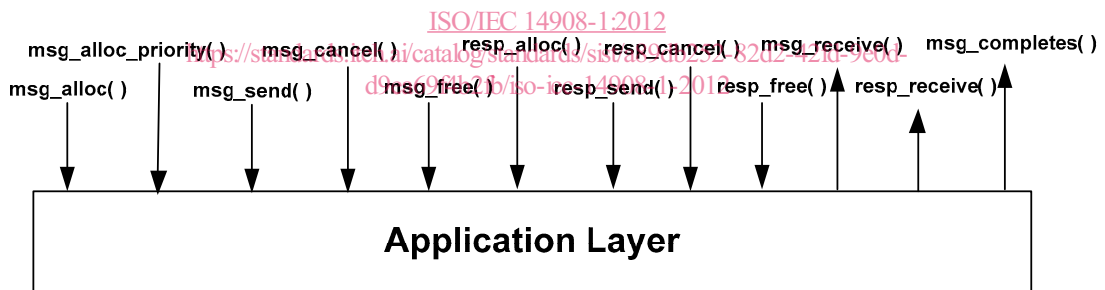 ISO/IEC 14908-1:2012
msg_alloc_priority( ) msg_cancel( ) resp_alloc( ) resp_cancel( ) msg_receive( ) msg_completes( )
msg_alloc( ) msg_send( ) msg_free( ) resp_send( ) resp_free( ) resp_receive( )
Application Layer